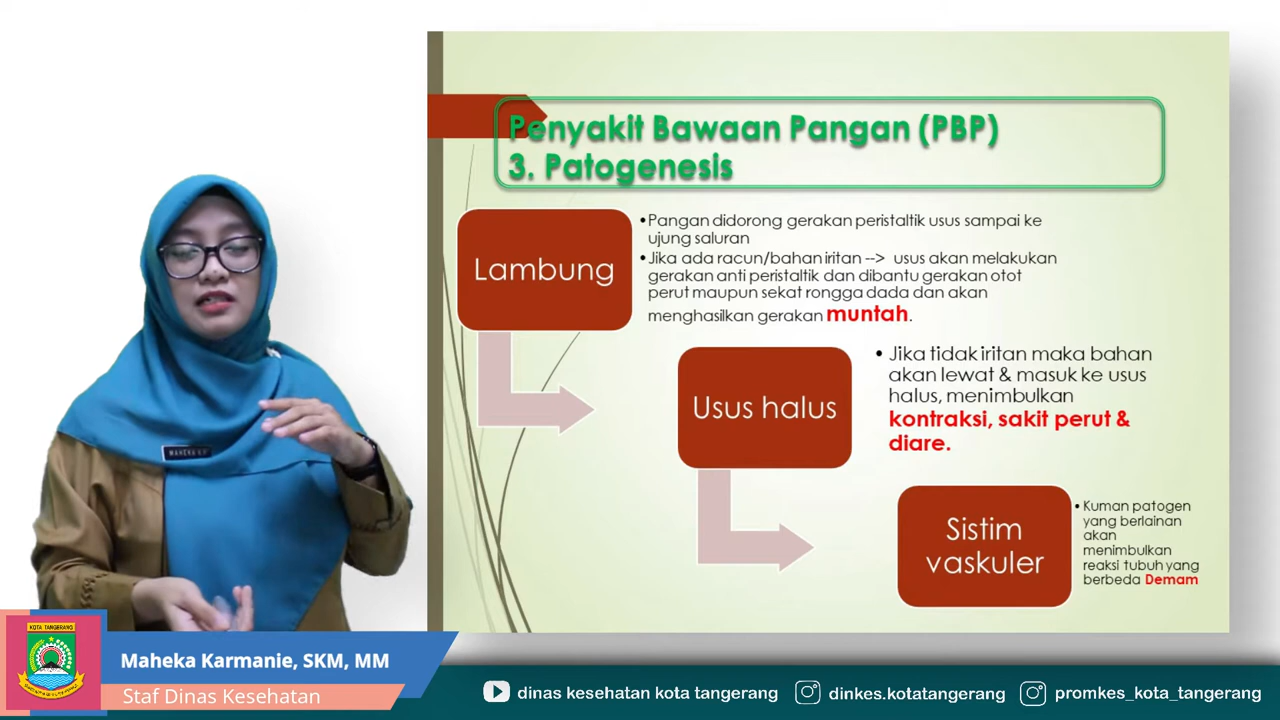 Penyakit Bawaan Pangan (PBP)
3. Patogenesis
Lambung
•Pangan didorong gerakan peristaltik usus sampai ke
ujung saluran
•Jika ada racun/bahan iritan --> usus akan melakukan
gerakan anti peristaltik dan dibantu gerakan otot
perut maupun sekat rongga dada dan akan
menghasilkan gerakan muntah.
Usus halus
• Jika tidak iritan maka bahan
akan lewat & masuk ke usus
halus, menimbulkan
kontraksi, sakit perut &
diare.
Sistim
vaskuler
• Kuman patogen
yang berlainan
akan
menimbulkan
reaksi tubuh yang
berbeda Demam
KOTA TANGERANG
Maheka Karmanie, SKM, MM
Staf Dinas Kesehatan
dinas kesehatan kota tangerang
dinkes.kotatangerang
promkes_kota_tangerang